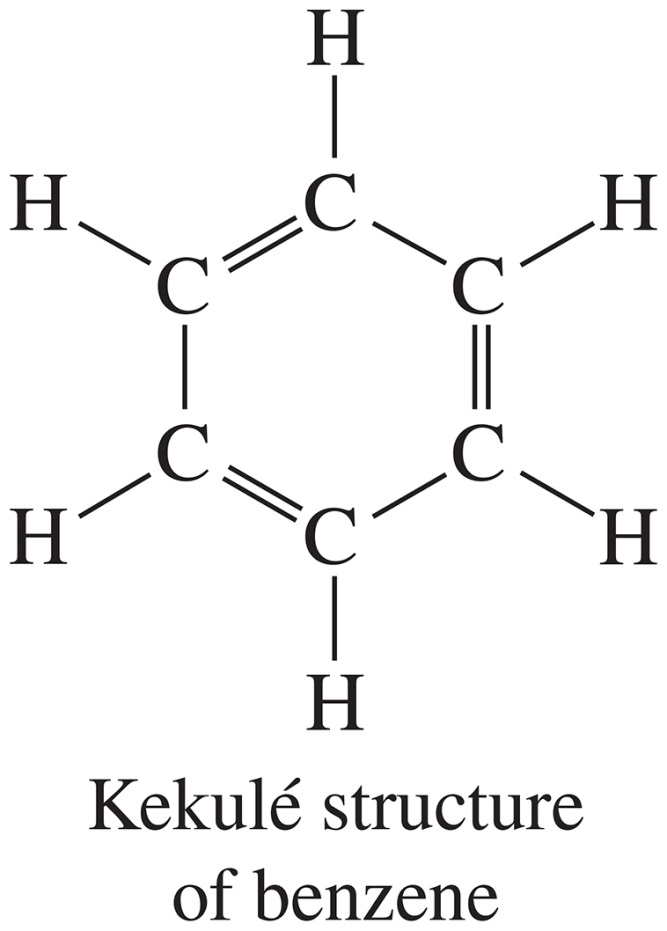 H
H C H
C C
C C
H C H
H
Kekulé structure
of benzene